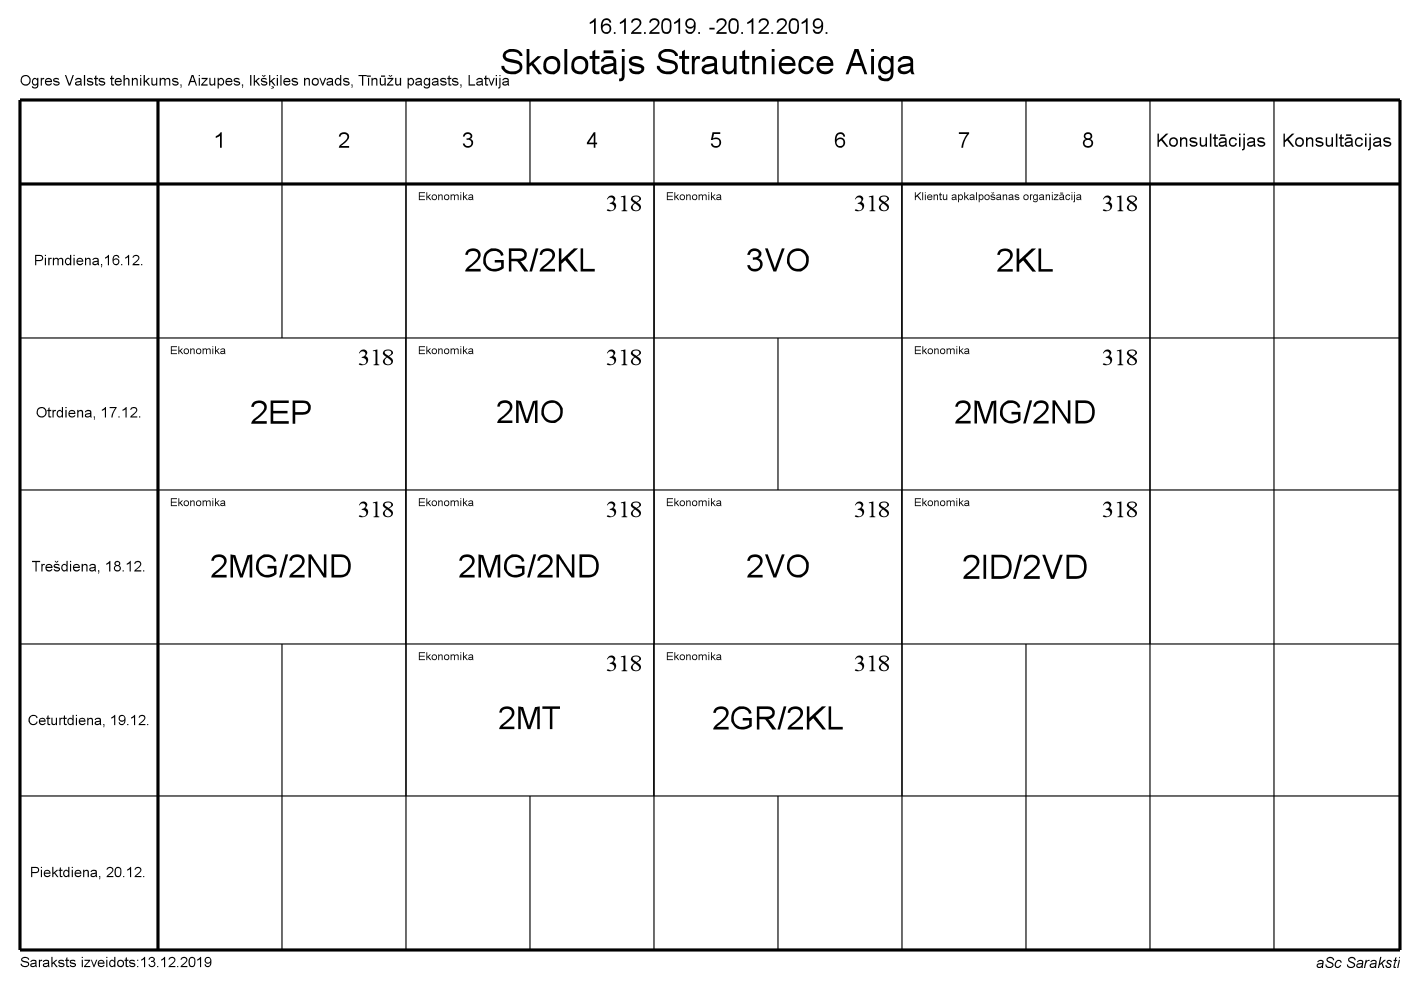 16.12.2019. -20.12.2019.
Skolotājs Strautniece Aiga
Ogres Valsts tehnikums, Aizupes, Ikšķiles novads, Tīnūžu pagasts, Latvija
1 2 3 4 5 6 7 8 Konsultācijas Konsultācijas
Pirmdiena,16.12.
Ekonomika 318
2GR/2KL
Ekonomika 318
3VO
Klientu apkalpošanas organizācija 318
2KL
Otrdiena, 17.12.
Ekonomika 318
2EP
Ekonomika 318
2MO
Ekonomika 318
2MG/2ND
Trešdiena, 18.12.
Ekonomika 318
2MG/2ND
Ekonomika 318
2MG/2ND
Ekonomika 318
2VO
Ekonomika 318
2ID/2VD
Ceturtdiena, 19.12.
Ekonomika 318
2MT
Ekonomika 318
2GR/2KL
Piektdiena, 20.12.
Saraksts izveidots:13.12.2019
aSc Saraksti